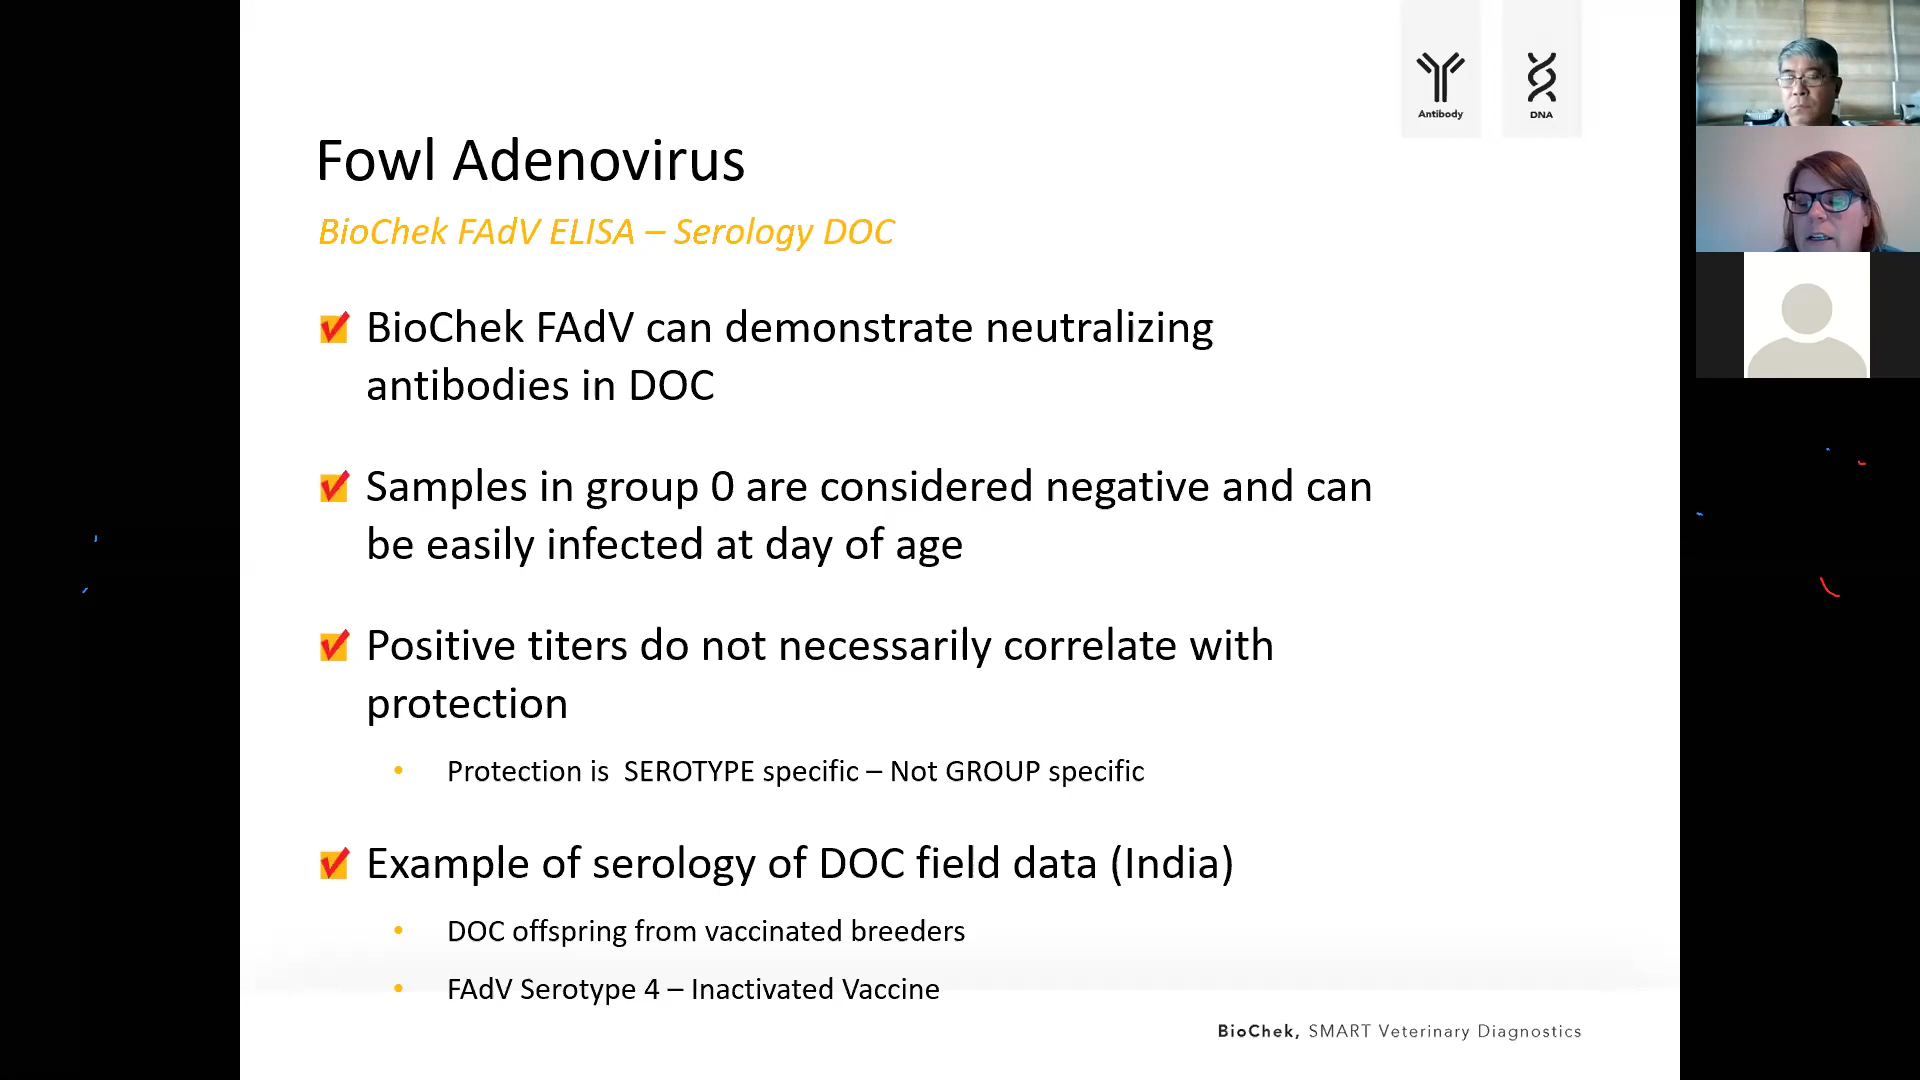 Antibody
DNA
Fowl Adenovirus
BioChek FAdV ELISA – Serology DOC
BioChek FAdV can demonstrate neutralizing
antibodies in DOC
Samples in group 0 are considered negative and can
be easily infected at day of age
Positive titers do not necessarily correlate with
protection
Protection is SEROTYPE specific – Not GROUP specific
Example of serology of DOC field data (India)
DOC offspring from vaccinated breeders
FAdV Serotype 4 – Inactivated Vaccine
BioChek, SMART Veterinary Diagnostics